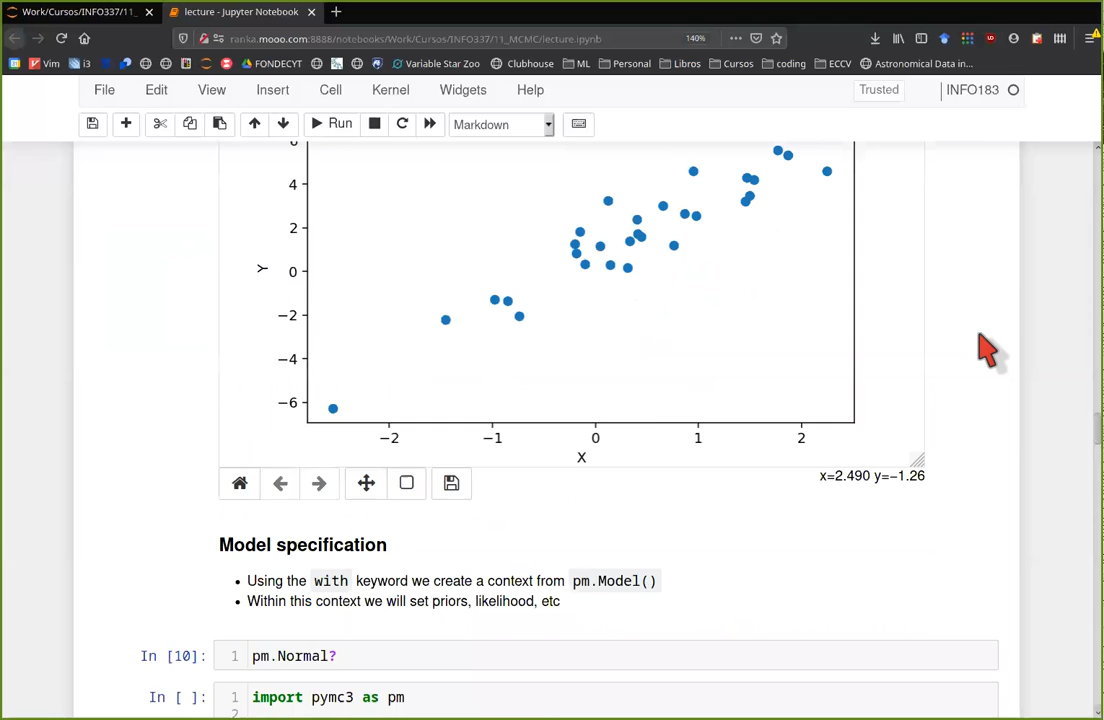 Work/Cursos/INFO337/11_
lecture - Jupyter Notebook
ranka.mooo.com:8888/notebooks/Work/Cursos/INFO337/11_MCMC/lecture.ipynb
140%
Vim
i3
FONDECYT
Variable Star Zoo
Clubhouse
ML
Personal
Libros
Cursos
coding
ECCV
Astronomical Data in...
File Edit View Insert Cell Kernel Widgets Help
Trusted
INFO183
Run
Markdown
6
4
2
0
−2
−4
−6
Y
−2 −1 0 1 2
X
x=2.490 y=−1.26
Model specification
• Using the with keyword we create a context from pm.Model()
• Within this context we will set priors, likelihood, etc
In [10]: 1 pm.Normal?
In [ ]: 1 import pymc3 as pm
2